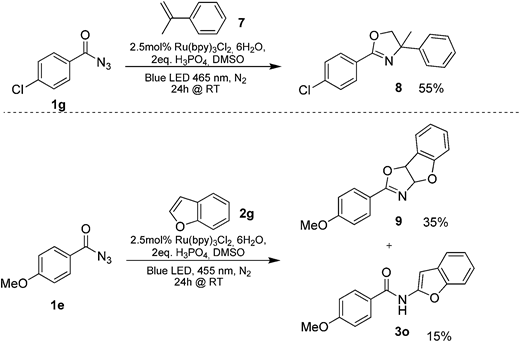 7
O
N3
Cl
1g
2.5mol% Ru(bpy)3Cl2, 6H2O,
2eq. H3PO4, DMSO
Blue LED 465 nm, N2
24h @ RT
O
N
Cl
8 55%
O
N3
MeO
1e
O
2g
2.5mol% Ru(bpy)3Cl2, 6H2O,
2eq. H3PO4, DMSO
Blue LED, 455 nm, N2
24h @ RT
O
O
N
MeO
9
35%
+
O
N
H
O
MeO
3o
15%